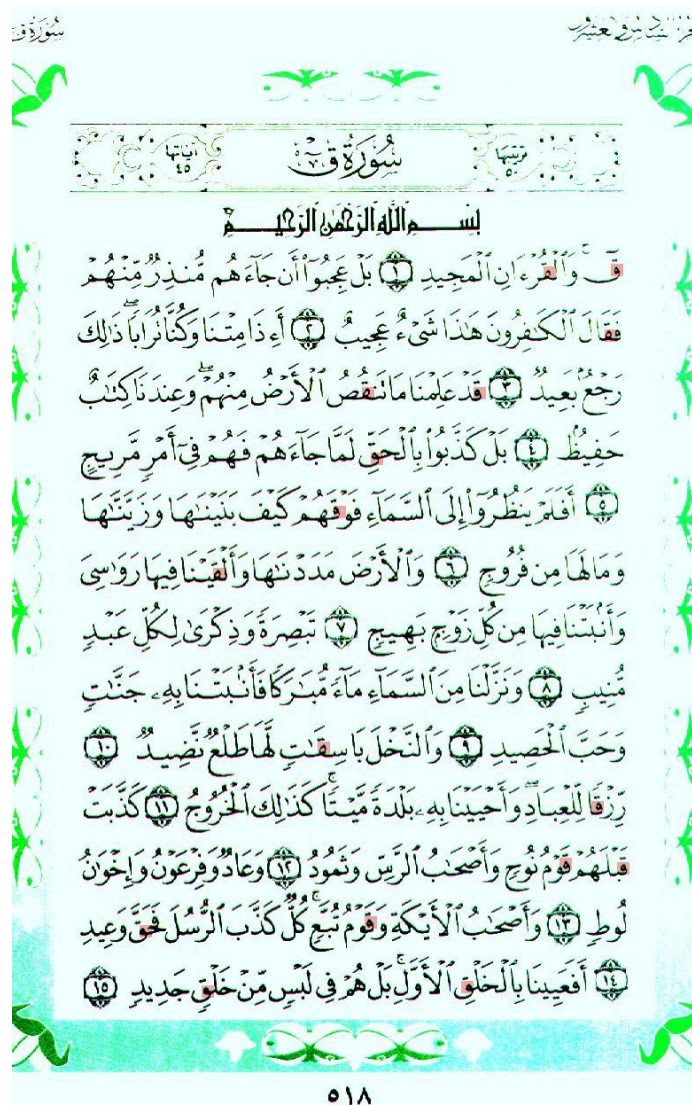 سُورَةُ ق
الجزء السادس والعشرون
ترتيبها ٥٠
سُورَةُ ق
آياتها ٤٥
بِسْمِ اللَّهِ الرَّحْمَٰنِ الرَّحِيمِ
قٓ ۚ وَٱلْقُرْءَانِ ٱلْمَجِيدِ ١ بَلْ عَجِبُوٓا۟ أَن جَآءَهُم مُّنذِرٌ مِّنْهُمْ
فَقَالَ ٱلْكَٰفِرُونَ هَٰذَا شَىْءٌ عَجِيبٌ ٢ أَءِذَا مِتْنَا وَكُنَّا تُرَابًا ۖ ذَٰلِكَ
رَجْعٌۢ بَعِيدٌ ٣ قَدْ عَلِمْنَا مَا تَنقُصُ ٱلْأَرْضُ مِنْهُمْ ۖ وَعِندَنَا كِتَٰبٌ
حَفِيظٌۢ ٤ بَلْ كَذَّبُوا۟ بِٱلْحَقِّ لَمَّا جَآءَهُمْ فَهُمْ فِىٓ أَمْرٍ مَّرِيجٍ
٥ أَفَلَمْ يَنظُرُوٓا۟ إِلَى ٱلسَّمَآءِ فَوْقَهُمْ كَيْفَ بَنَيْنَٰهَا وَزَيَّنَّٰهَا
وَمَا لَهَا مِن فُرُوجٍ ٦ وَٱلْأَرْضَ مَدَدْنَٰهَا وَأَلْقَيْنَا فِيهَا رَوَٰسِىَ
وَأَنۢبَتْنَا فِيهَا مِن كُلِّ زَوْجٍۭ بَهِيجٍ ٧ تَبْصِرَةً وَذِكْرَىٰ لِكُلِّ عَبْدٍ
مُّنِيبٍ ٨ وَنَزَّلْنَا مِنَ ٱلسَّمَآءِ مَآءً مُّبَٰرَكًا فَأَنۢبَتْنَا بِهِۦ جَنَّٰتٍ
وَحَبَّ ٱلْحَصِيدِ ٩ وَٱلنَّخْلَ بَاسِقَٰتٍ لَّهَا طَلْعٌ نَّضِيدٌ ١٠
رِّزْقًا لِّلْعِبَادِ ۖ وَأَحْيَيْنَا بِهِۦ بَلْدَةً مَّيْتًا ۚ كَذَٰلِكَ ٱلْخُرُوجُ ١١ كَذَّبَتْ
قَبْلَهُمْ قَوْمُ نُوحٍ وَأَصْحَٰبُ ٱلرَّسِّ وَثَمُودُ ١٢ وَعَادٌ وَفِرْعَوْنُ وَإِخْوَٰنُ
لُوطٍ ١٣ وَأَصْحَٰبُ ٱلْأَيْكَةِ وَقَوْمُ تُبَّعٍ ۚ كُلٌّ كَذَّبَ ٱلرُّسُلَ فَحَقَّ وَعِيدِ
١٤ أَفَعَيِينَا بِٱلْخَلْقِ ٱلْأَوَّلِ ۚ بَلْ هُمْ فِى لَبْسٍ مِّنْ خَلْقٍ جَدِيدٍ ١٥
٥١٨